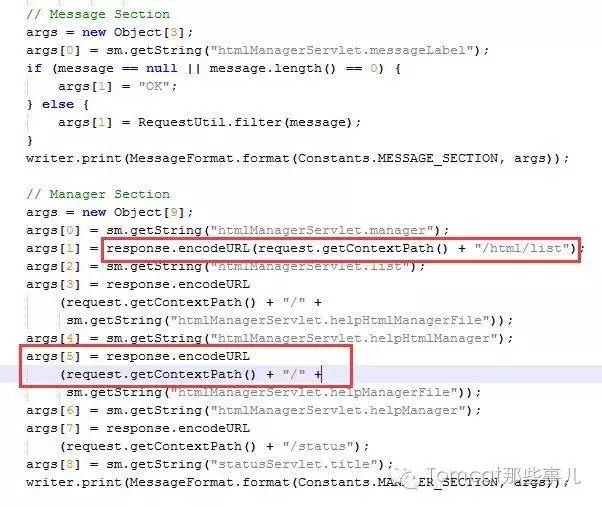 // Message Section
args = new Object[3];
args[0] = sm.getString("htmlManagerServlet.messageLabel");
if (message == null || message.length() == 0) {
    args[1] = "OK";
} else {
    args[1] = RequestUtil.filter(message);
}
writer.print(MessageFormat.format(Constants.MESSAGE_SECTION, args));
// Manager Section
args = new Object[9];
args[0] = sm.getString("htmlManagerServlet.manager");
args[1] = response.encodeURL(request.getContextPath() + "/html/list");
args[2] = sm.getString("htmlManagerServlet.list");
args[3] = response.encodeURL
    (request.getContextPath() + "/" +
     sm.getString("htmlManagerServlet.helpHtmlManagerFile"));
args[4] = sm.getString("htmlManagerServlet.helpHtmlManager");
args[5] = response.encodeURL
    (request.getContextPath() + "/" +
     sm.getString("htmlManagerServlet.helpManagerFile"));
args[6] = sm.getString("htmlManagerServlet.helpManager");
args[7] = response.encodeURL
    (request.getContextPath() + "/status");
args[8] = sm.getString("statusServlet.title");
Tomcat那些事儿
writer.print(MessageFormat.format(Constants.MANAGER_SECTION, args));